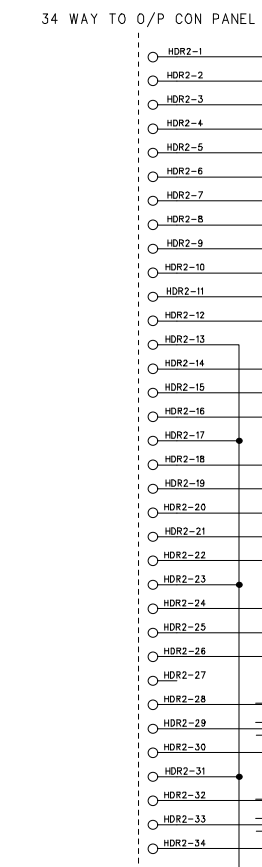 34 WAY TO O/P CON PANEL
HDR2-1
HDR2-2
HDR2-3
HDR2-4
HDR2-5
HDR2-6
HDR2-7
HDR2-8
HDR2-9
HDR2-10
HDR2-11
HDR2-12
HDR2-13
HDR2-14
HDR2-15
HDR2-16
HDR2-17
HDR2-18
HDR2-19
HDR2-20
HDR2-21
HDR2-22
HDR2-23
HDR2-24
HDR2-25
HDR2-26
HDR2-27
HDR2-28
HDR2-29
HDR2-30
HDR2-31
HDR2-32
HDR2-33
HDR2-34